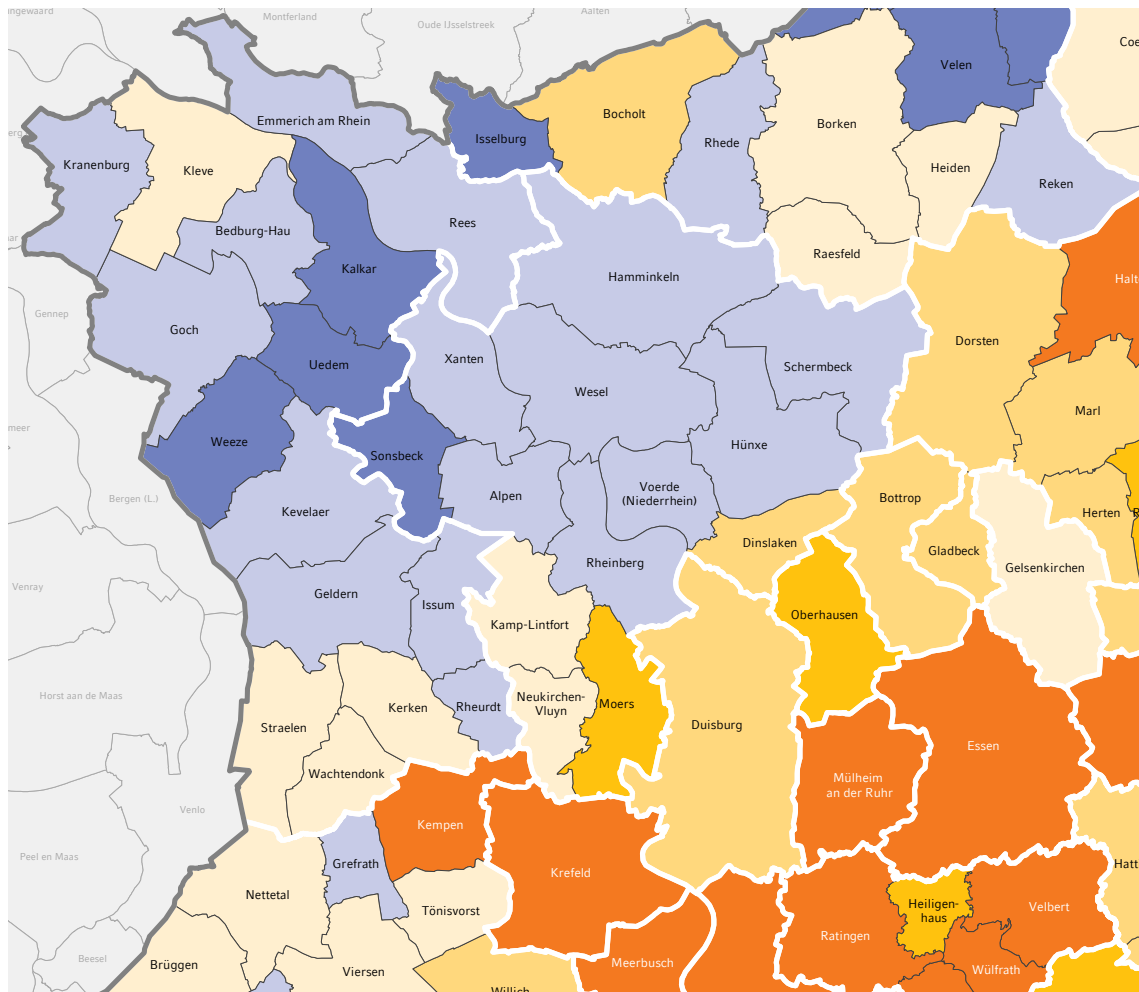 ingewaard
Montferland
Oude IJsselstreek
Aalten
Velen
Emmerich am Rhein
Isselburg
Bocholt
Rhede
Borken
Kranenburg
Kleve
Heiden
Reken
Bedburg-Hau
Rees
Raesfeld
Kalkar
Hamminkeln
Gennep
Goch
Xanten
Schermbeck
Dorsten
Uedem
Wesel
Marl
meer
Weeze
Sonsbeck
Hünxe
Bergen (L.)
Kevelaer
Alpen
Voerde
(Niederrhein)
Bottrop
Herten
Dinslaken
Gladbeck
Gelsenkirchen
Venray
Geldern
Issum
Rheinberg
Oberhausen
Kamp-Lintfort
Horst aan de Maas
Straelen
Kerken
Rheurdt
Neukirchen-
Vluyn
Moers
Duisburg
Essen
Wachtendonk
Mülheim
an der Ruhr
Venlo
Kempen
Peel en Maas
Grefrath
Krefeld
Hatt
Nettetal
Tönisvorst
Heiligen-
haus
Velbert
Ratingen
Beesel
Brüggen
Viersen
Meerbusch
Wülfrath
Willich